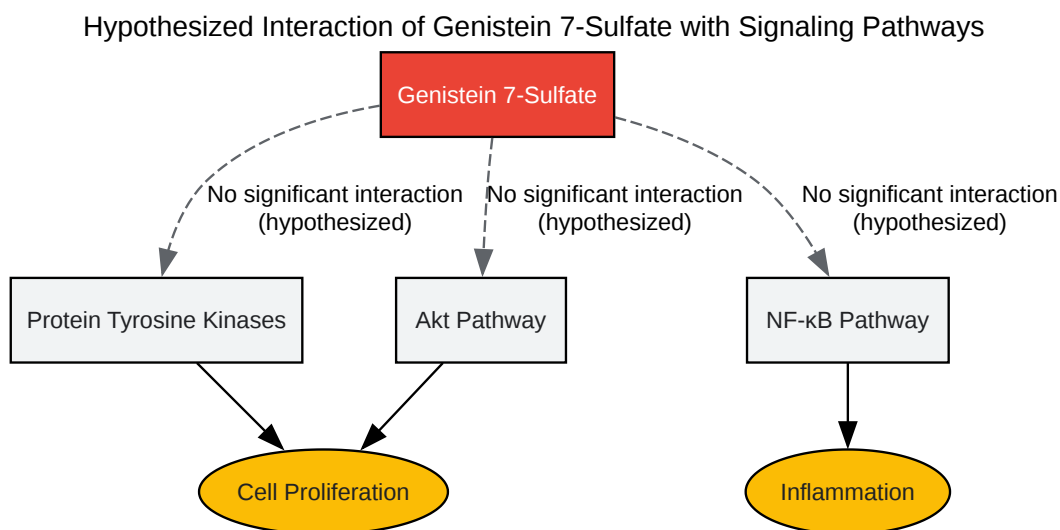 Hypothesized Interaction of Genistein 7-Sulfate with Signaling Pathways
Genistein 7-Sulfate
No significant interaction
(hypothesized)
No significant interaction
(hypothesized)
No significant interaction
(hypothesized)
Protein Tyrosine Kinases
Akt Pathway
NF-κB Pathway
Cell Proliferation
Inflammation